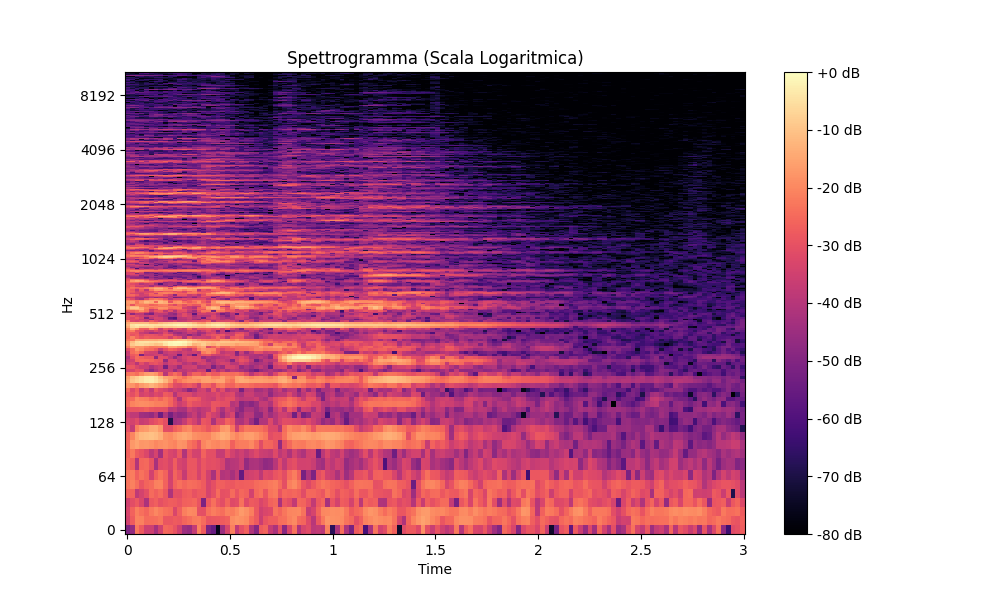 Spettrogramma (Scala Logaritmica)
Hz
8192
4096
2048
1024
512
256
128
64
0
0 0.5 1 1.5 2 2.5 3
Time
+0 dB
-10 dB
-20 dB
-30 dB
-40 dB
-50 dB
-60 dB
-70 dB
-80 dB